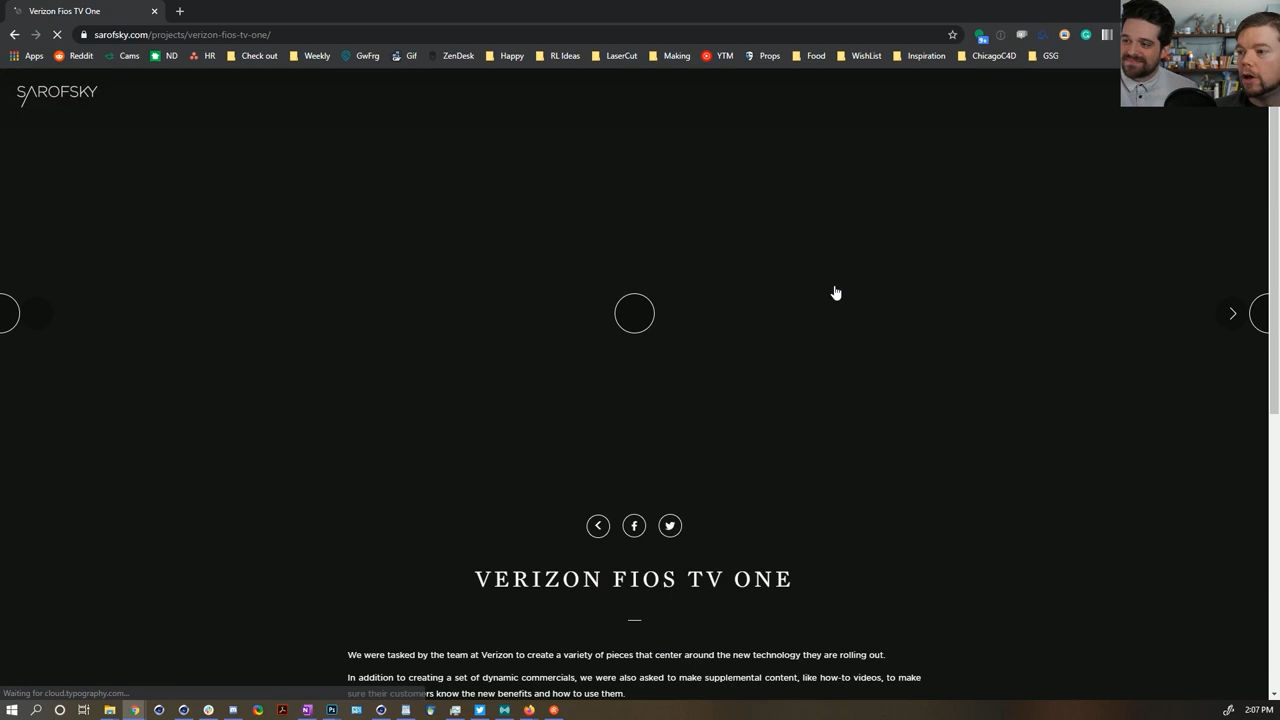 Verizon Fios TV One
sarofsky.com/projects/verizon-fios-tv-one/
Apps Reddit Cams ND HR Check out Weekly GwFrg Gif ZenDesk Happy RL Ideas LaserCut Making YTM Props Food WishList Inspiration ChicagoC4D GSG
SAROFSKY
VERIZON FIOS TV ONE
We were tasked by the team at Verizon to create a variety of pieces that center around the new technology they are rolling out.
In addition to creating a set of dynamic commercials, we were also asked to make supplemental content, like how-to videos, to make
sure their customers know the new benefits and how to use them.
Waiting for cloud.typography.com...
2:07 PM